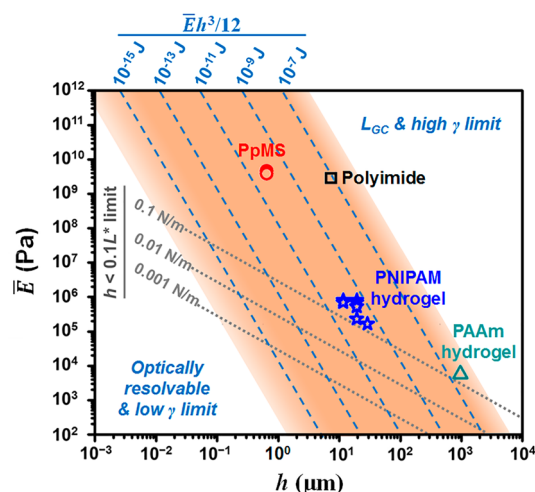 E̅h³/12
10⁻¹⁵ J
10⁻¹³ J
10⁻¹¹ J
10⁻⁹ J
10⁻⁷ J
10¹²
10¹¹
10¹⁰
10⁹
10⁸
10⁷
10⁶
10⁵
10⁴
10³
10²
E̅ (Pa)
L_GC & high γ limit
PpMS
Polyimide
h < 0.1L* limit
0.1 N/m
0.01 N/m
0.001 N/m
PNIPAM
hydrogel
PAAm
hydrogel
Optically
resolvable
& low γ limit
10⁻³
10⁻²
10⁻¹
10⁰
10¹
10²
10³
10⁴
h (μm)